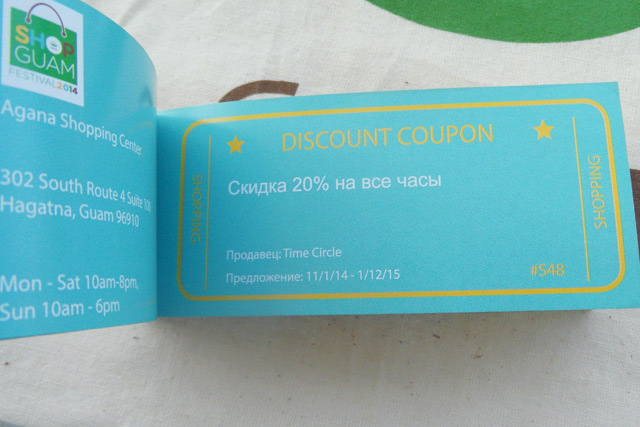 SHOP
GUAM
FESTIVAL2014
Agana Shopping Center
302 South Route 4 Suite 100
Hagatna, Guam 96910
Mon - Sat 10am-8pm,
Sun 10am - 6pm
DISCOUNT COUPON
SHOPPING
Скидка 20% на все часы
Продавец: Time Circle
Предложение: 11/1/14 - 1/12/15
#S48
SHOPPING